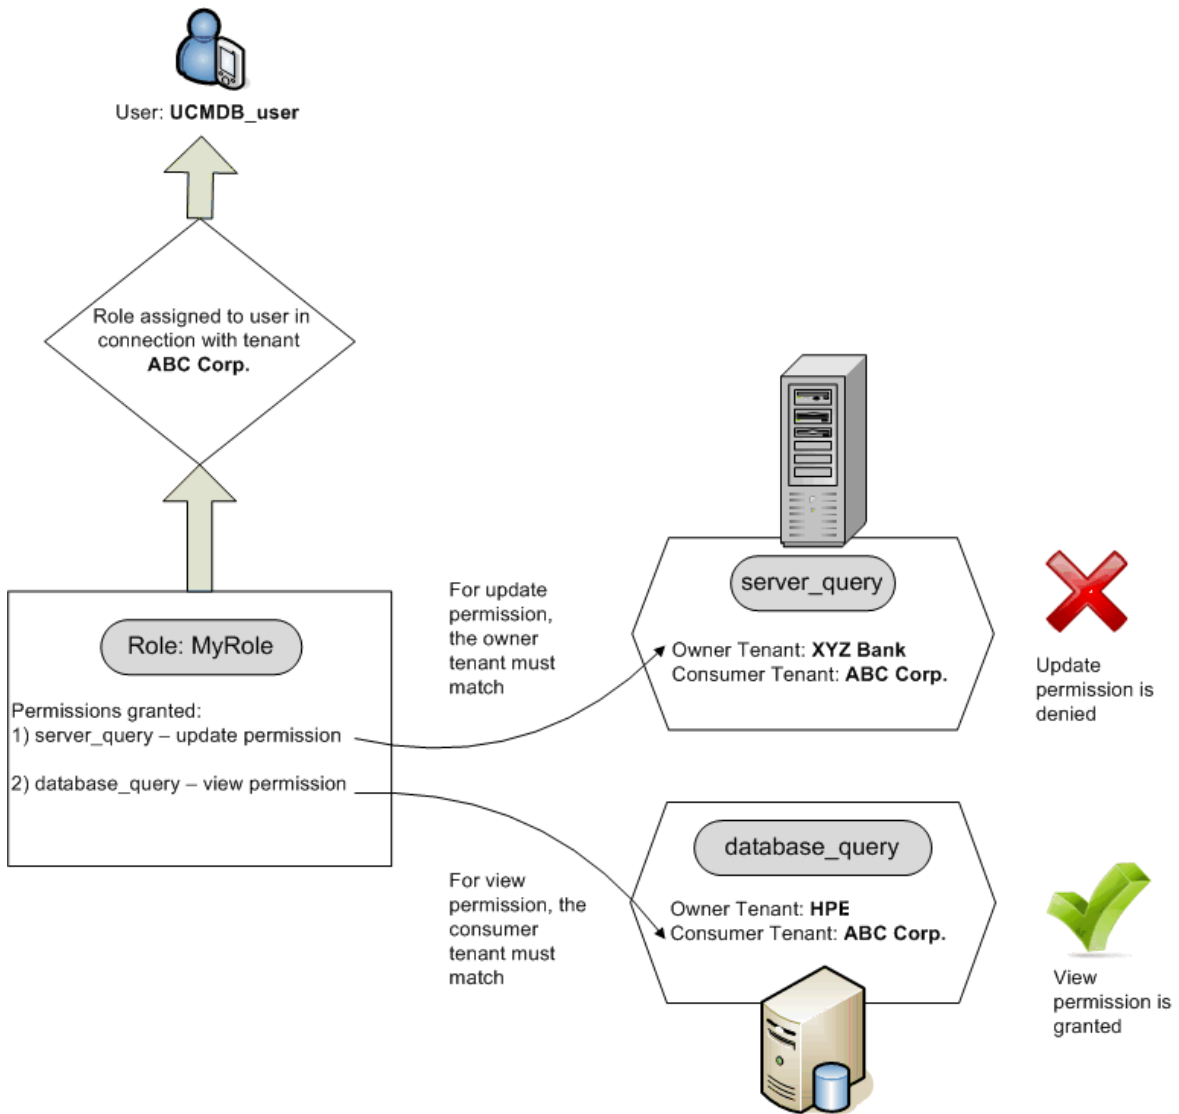 User: UCMDB_user
Role assigned to user in
connection with tenant
ABC Corp.
Role: MyRole
Permissions granted:
1) server_query – update permission
2) database_query – view permission
For update
permission,
the owner
tenant must
match
server_query
Owner Tenant: XYZ Bank
Consumer Tenant: ABC Corp.
Update
permission is
denied
For view
permission, the
consumer
tenant must
match
database_query
Owner Tenant: HPE
Consumer Tenant: ABC Corp.
View
permission is
granted